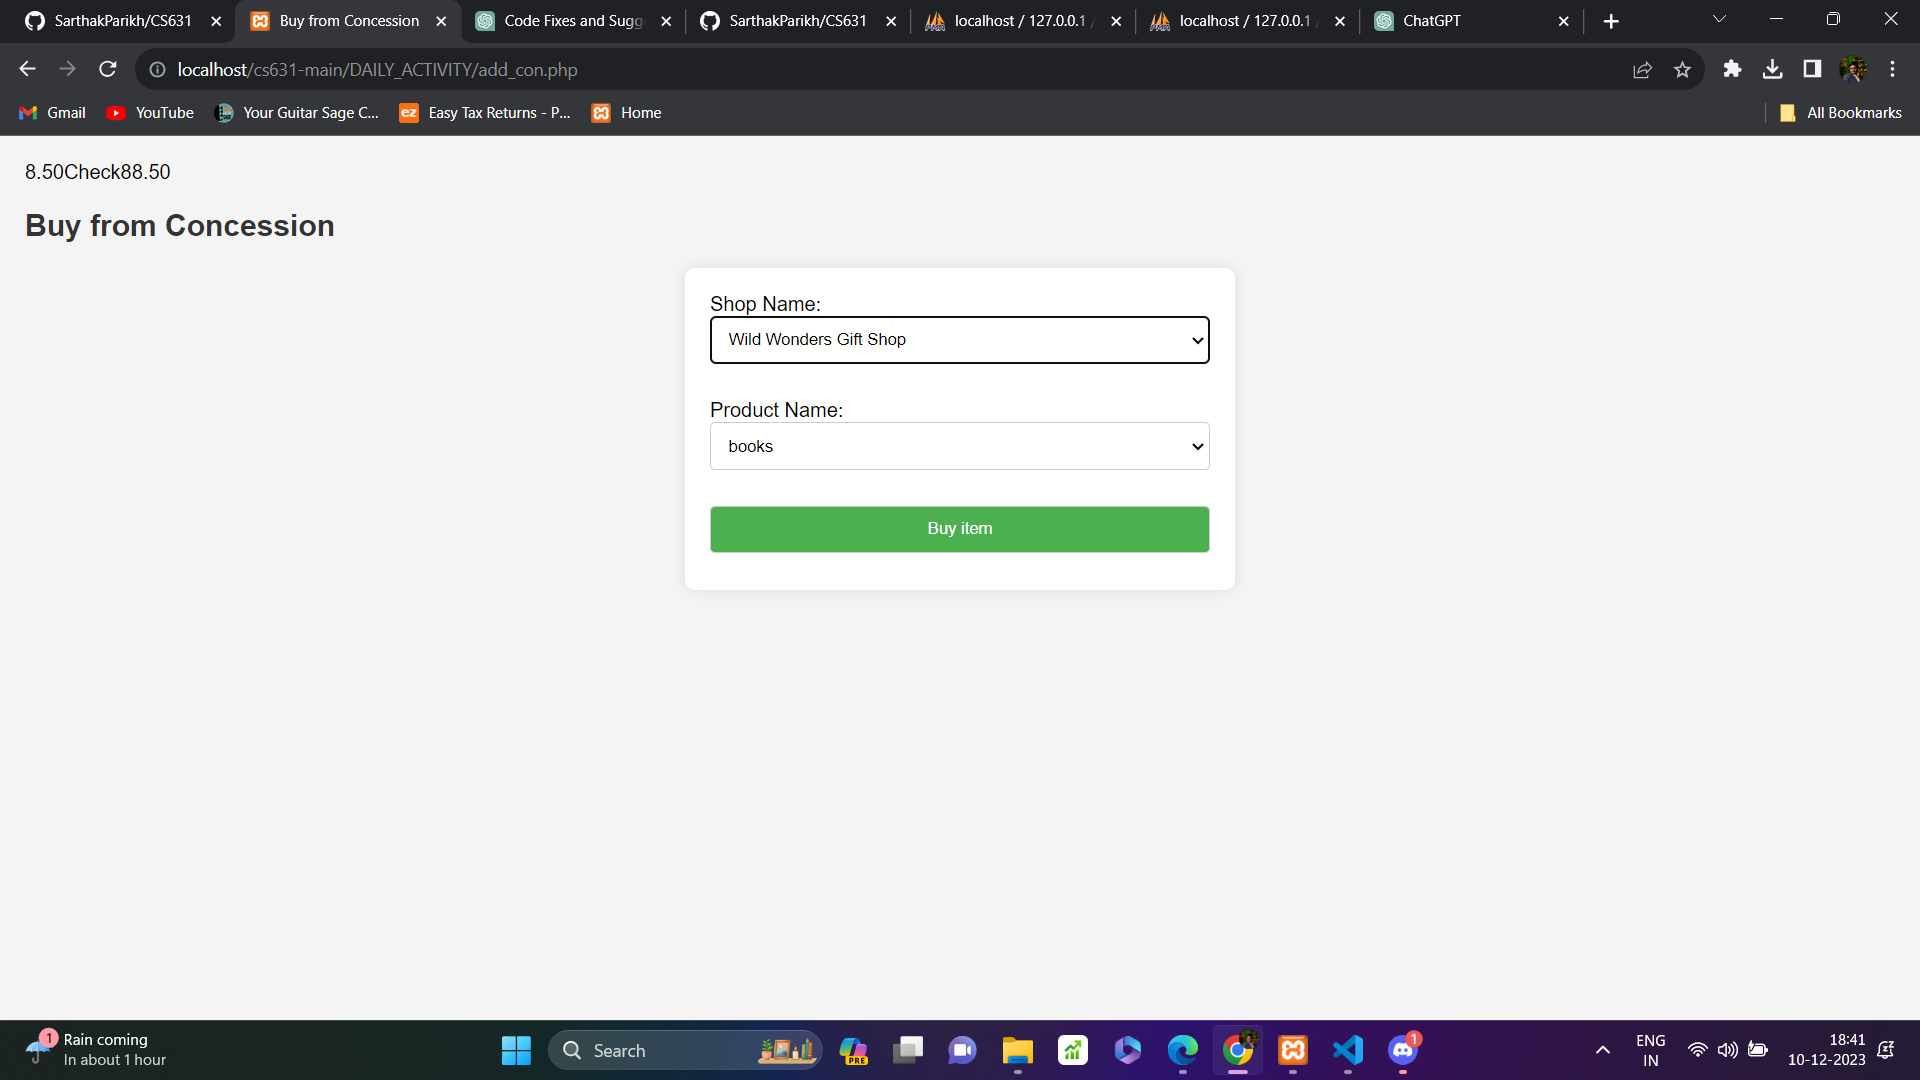 SarthakParikh/CS631
Buy from Concession
Code Fixes and Sugg
SarthakParikh/CS631
localhost / 127.0.0.1 /
localhost / 127.0.0.1 /
ChatGPT
localhost/cs631-main/DAILY_ACTIVITY/add_con.php
Gmail
YouTube
Your Guitar Sage C...
ez
Easy Tax Returns - P...
Home
All Bookmarks
8.50Check88.50
Buy from Concession
Shop Name:
Wild Wonders Gift Shop
Product Name:
books
Buy item
1
Rain coming
In about 1 hour
Search
PRE
1
ENG
IN
18:41
10-12-2023